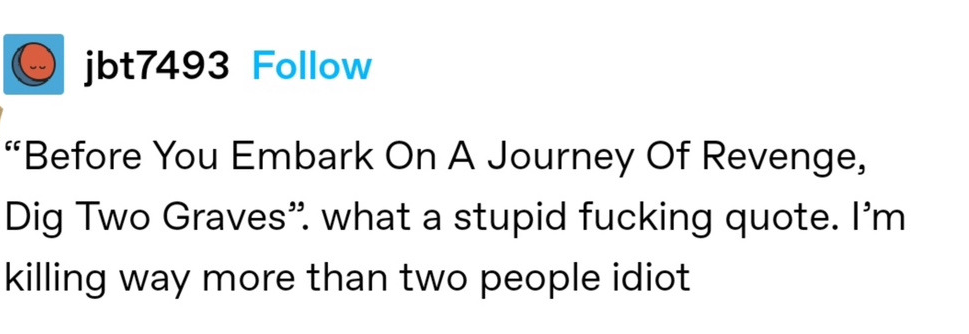 jbt7493 Follow
“Before You Embark On A Journey Of Revenge,
Dig Two Graves”. what a stupid fucking quote. I’m
killing way more than two people idiot